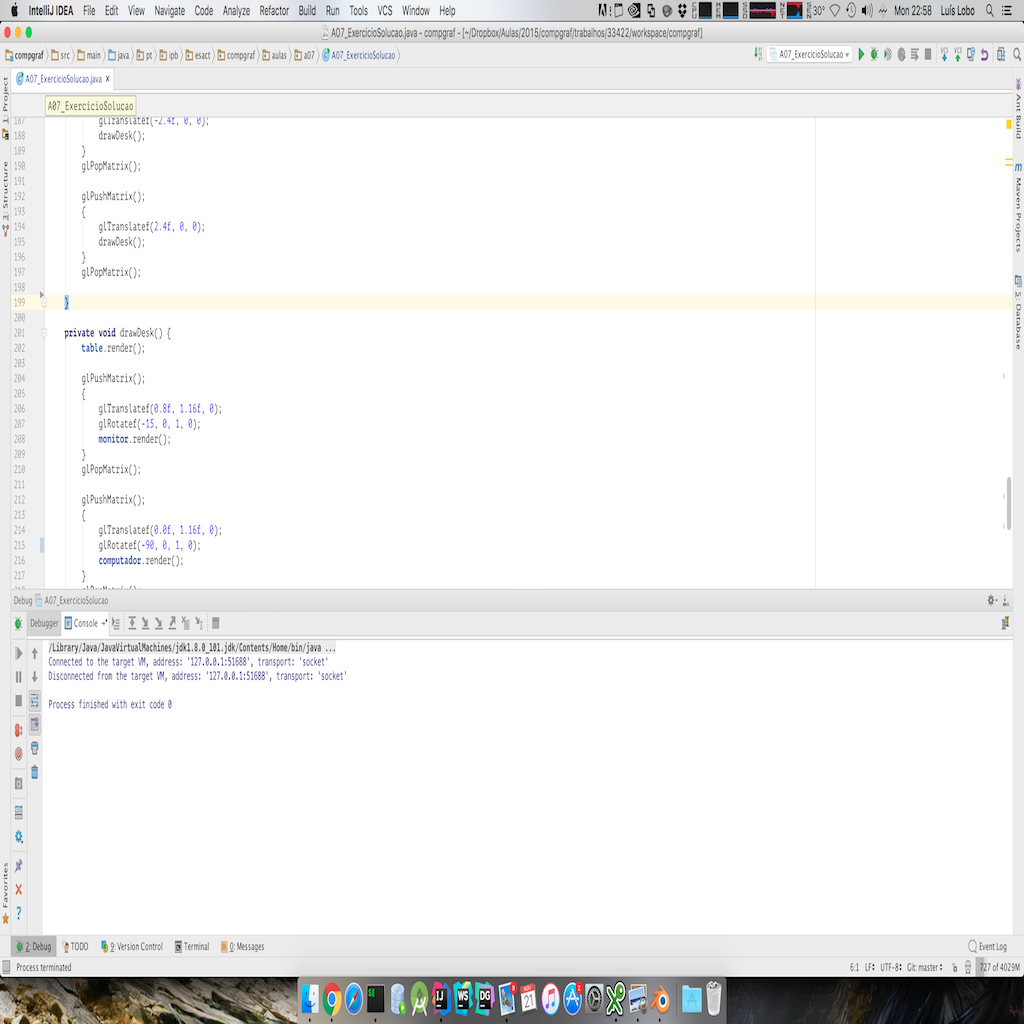 IntelliJ IDEA File Edit View Navigate Code Analyze Refactor Build Run Tools VCS Window Help 30° Mon 22:58 Luís Lobo
A07_ExercicioSolucao.java - compgraf - [~/Dropbox/Aulas/2015/compgraf/trabalhos/33422/workspace/compgraf]
compgraf src main java pt ipb esact compgraf aulas a07 A07_ExercicioSolucao A07_ExercicioSolucao VCS VCS
A07_ExercicioSolucao.java
A07_ExercicioSolucao
187 glTranslatef(-2.4f, 0, 0);
188 drawDesk();
189 }
190 glPopMatrix();
191
192 glPushMatrix();
193 {
194 glTranslatef(2.4f, 0, 0);
195 drawDesk();
196 }
197 glPopMatrix();
198
199 }
200
201 private void drawDesk() {
202 table.render();
203
204 glPushMatrix();
205 {
206 glTranslatef(0.8f, 1.16f, 0);
207 glRotatef(-15, 0, 1, 0);
208 monitor.render();
209 }
210 glPopMatrix();
211
212 glPushMatrix();
213 {
214 glTranslatef(0.0f, 1.16f, 0);
215 glRotatef(-90, 0, 1, 0);
216 computador.render();
217 }
1: Project
7: Structure
Favorites
Ant Build
m Maven Projects
5: Database
Debug A07_ExercicioSolucao
Debugger Console
/Library/Java/JavaVirtualMachines/jdk1.8.0_101.jdk/Contents/Home/bin/java ...
Connected to the target VM, address: '127.0.0.1:51688', transport: 'socket'
Disconnected from the target VM, address: '127.0.0.1:51688', transport: 'socket'
Process finished with exit code 0
2: Debug TODO 9: Version Control Terminal 0: Messages Event Log
Process terminated 6:1 LF UTF-8 Git: master 727 of 4029M
IJ WS DG NOV 21 2